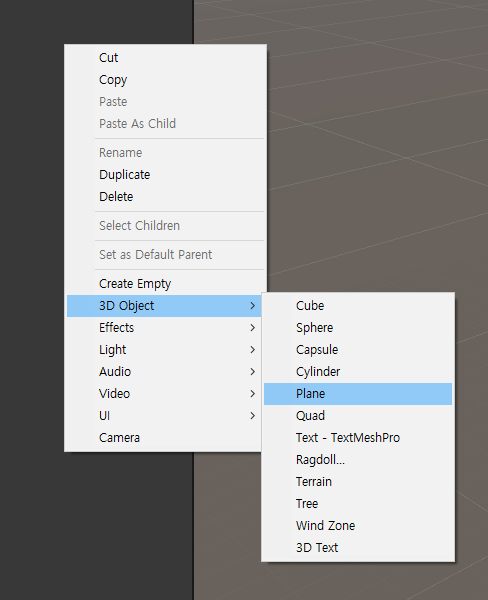 Cut
Copy
Paste
Paste As Child
Rename
Duplicate
Delete
Select Children
Set as Default Parent
Create Empty
3D Object
Effects
Light
Audio
Video
UI
Camera
Cube
Sphere
Capsule
Cylinder
Plane
Quad
Text - TextMeshPro
Ragdoll...
Terrain
Tree
Wind Zone
3D Text